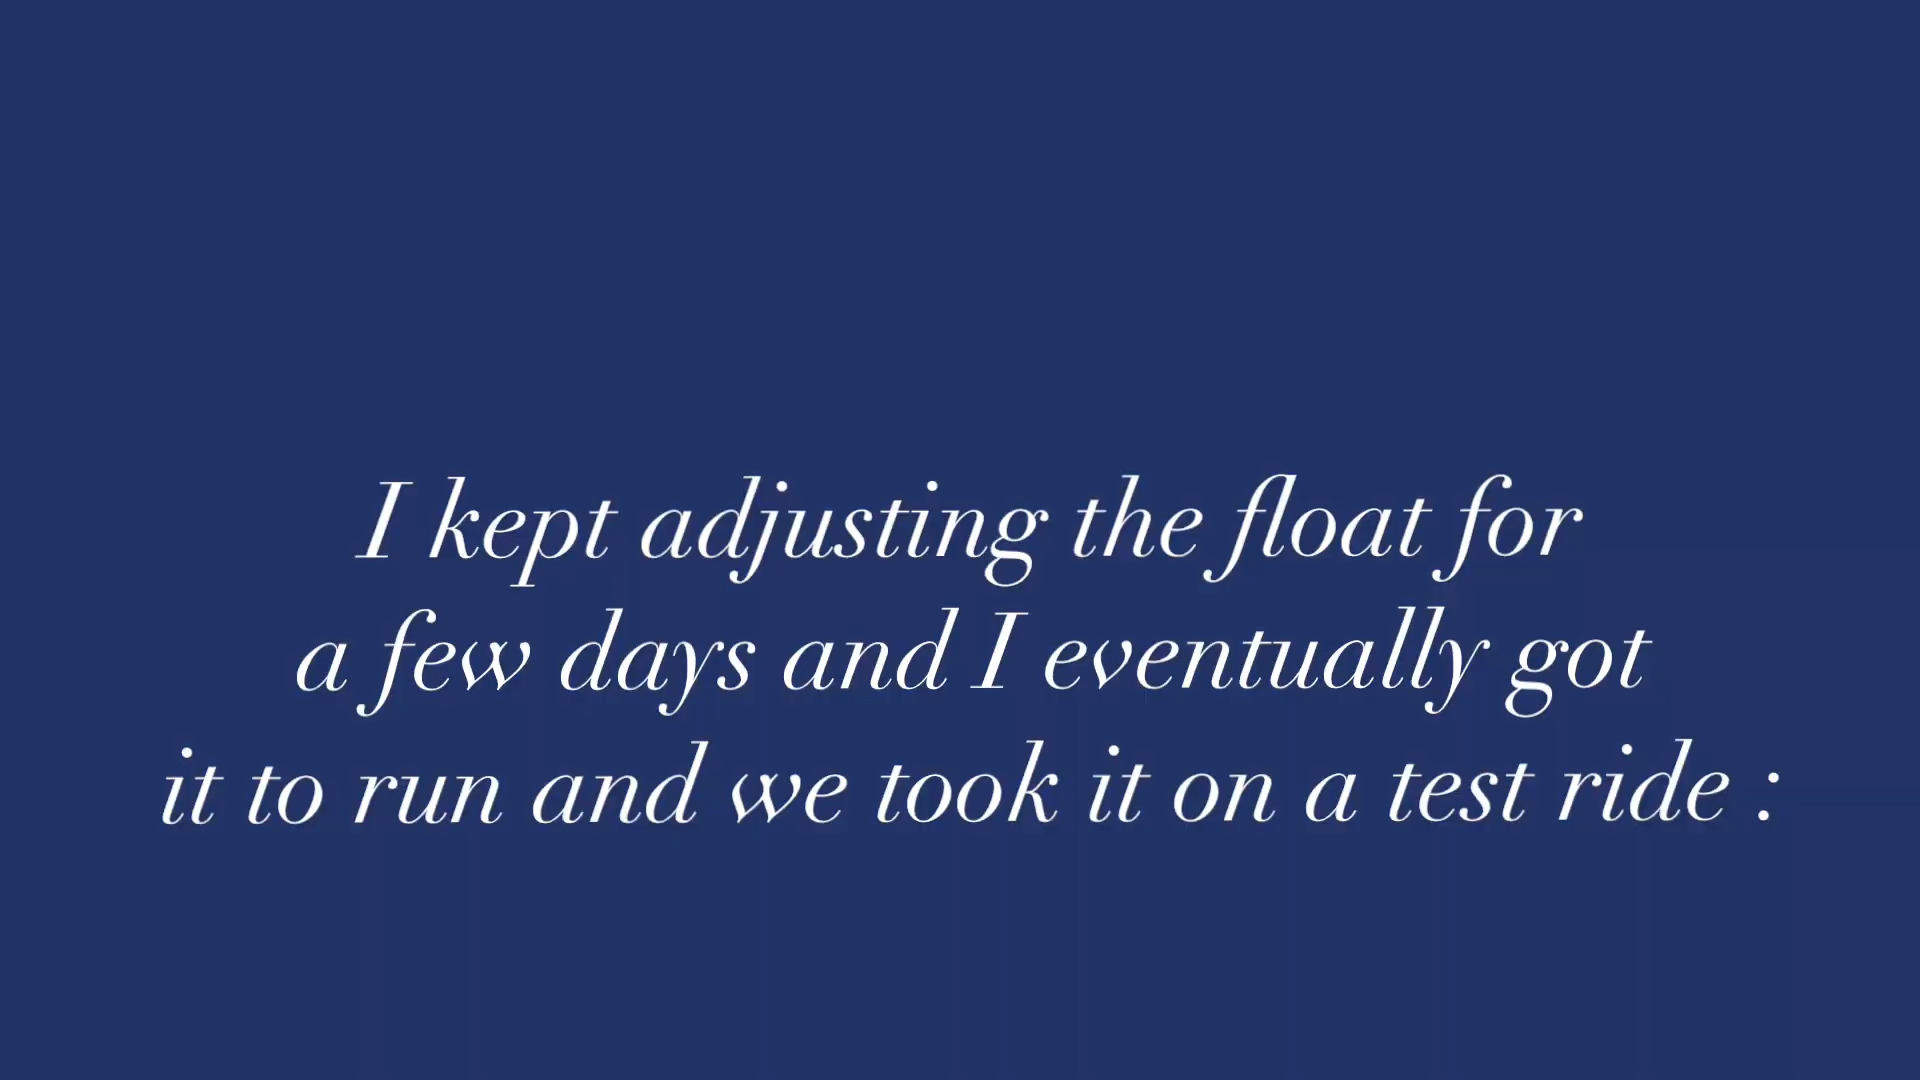 I kept adjusting the float for
a few days and I eventually got
it to run and we took it on a test ride :